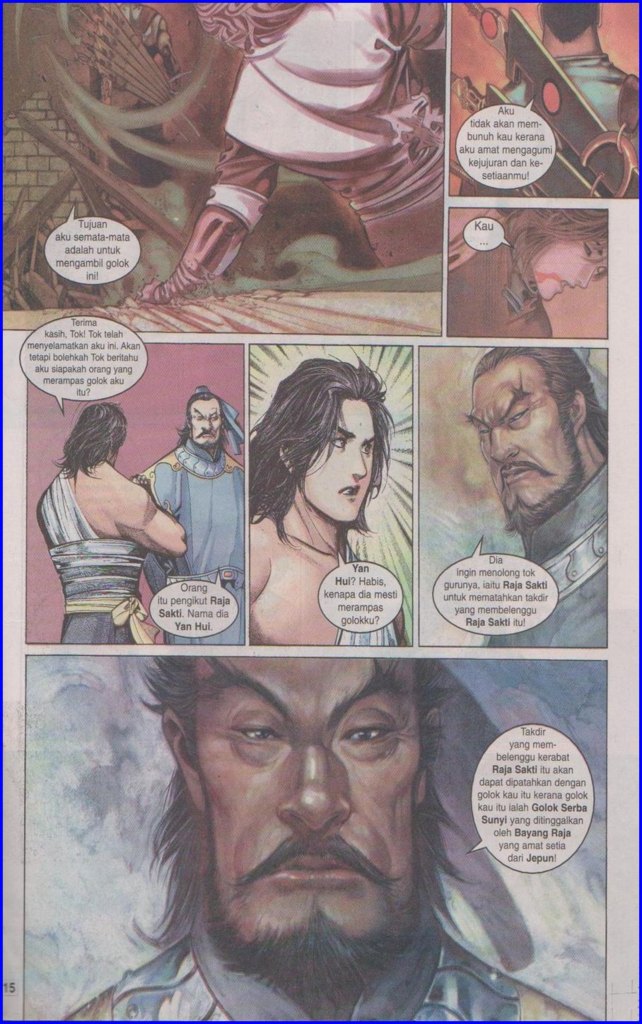 Tujuan
aku semata-mata
adalah untuk
mengambil golok
ini!
Aku
tidak akan mem-
bunuh kau kerana
aku amat mengagumi
kejujuran dan ke-
setiaanmu!
Kau
...
Terima
kasih, Tok! Tok telah
menyelamatkan aku ini. Akan
tetapi bolehkah Tok beritahu
aku siapakah orang yang
merampas golok aku
itu?
Orang
itu pengikut Raja
Sakti. Nama dia
Yan Hui.
Yan
Hui? Habis,
kenapa dia mesti
merampas
golokku?
Dia
ingin menolong tok
gurunya, iaitu Raja Sakti
untuk mematahkan takdir
yang membelenggu
Raja Sakti itu!
Takdir
yang mem-
belenggu kerabat
Raja Sakti itu akan
dapat dipatahkan dengan
golok kau itu kerana golok
kau itu ialah Golok Serba
Sunyi yang ditinggalkan
oleh Bayang Raja
yang amat setia
dari Jepun!
15